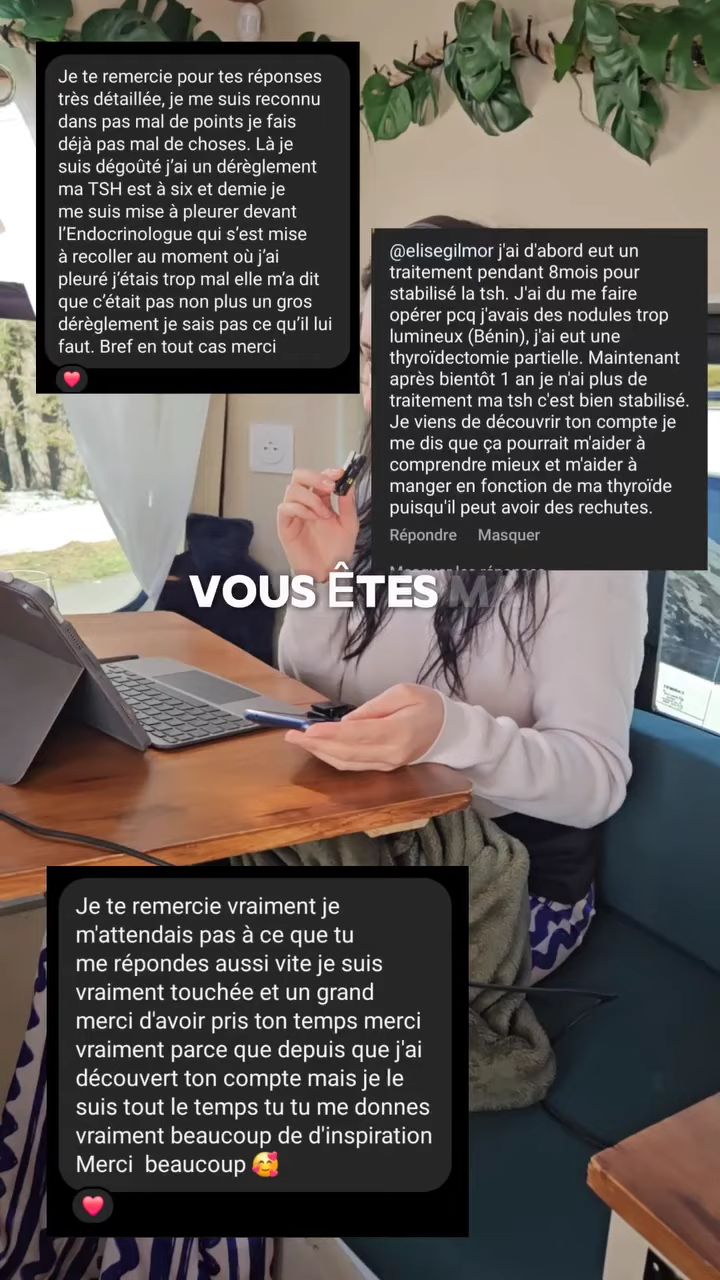 Je te remercie pour tes réponses
très détaillée, je me suis reconnu
dans pas mal de points je fais
déjà pas mal de choses. Là je
suis dégoûté j'ai un dérèglement
ma TSH est à six et demie je
me suis mise à pleurer devant
l'Endocrinologue qui s'est mise
à recoller au moment où j'ai
pleuré j'étais trop mal elle m'a dit
que c'était pas non plus un gros
dérèglement je sais pas ce qu'il lui
faut. Bref en tout cas merci
@elisegilmor j'ai d'abord eut un
traitement pendant 8mois pour
stabilisé la tsh. J'ai du me faire
opérer pcq j'avais des nodules trop
lumineux (Bénin), j'ai eut une
thyroïdectomie partielle. Maintenant
après bientôt 1 an je n'ai plus de
traitement ma tsh c'est bien stabilisé.
Je viens de découvrir ton compte je
me dis que ça pourrait m'aider à
comprendre mieux et m'aider à
manger en fonction de ma thyroïde
puisqu'il peut avoir des rechutes.
Répondre Masquer
VOUS ÊTES MA
Je te remercie vraiment je
m'attendais pas à ce que tu
me répondes aussi vite je suis
vraiment touchée et un grand
merci d'avoir pris ton temps merci
vraiment parce que depuis que j'ai
découvert ton compte mais je le
suis tout le temps tu tu me donnes
vraiment beaucoup de d'inspiration
Merci beaucoup 🥰